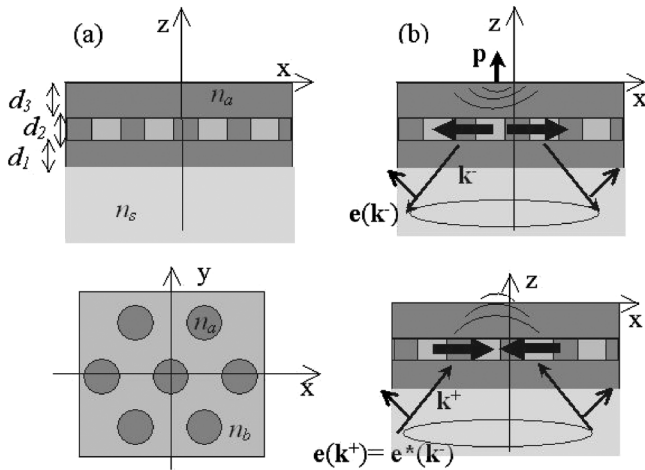 (a) z
x
d3
na
d2
d1
ns
(b) z
p
x
k-
e(k-)
y
na
x
nb
z
x
k+
e(k+)= e*(k-)